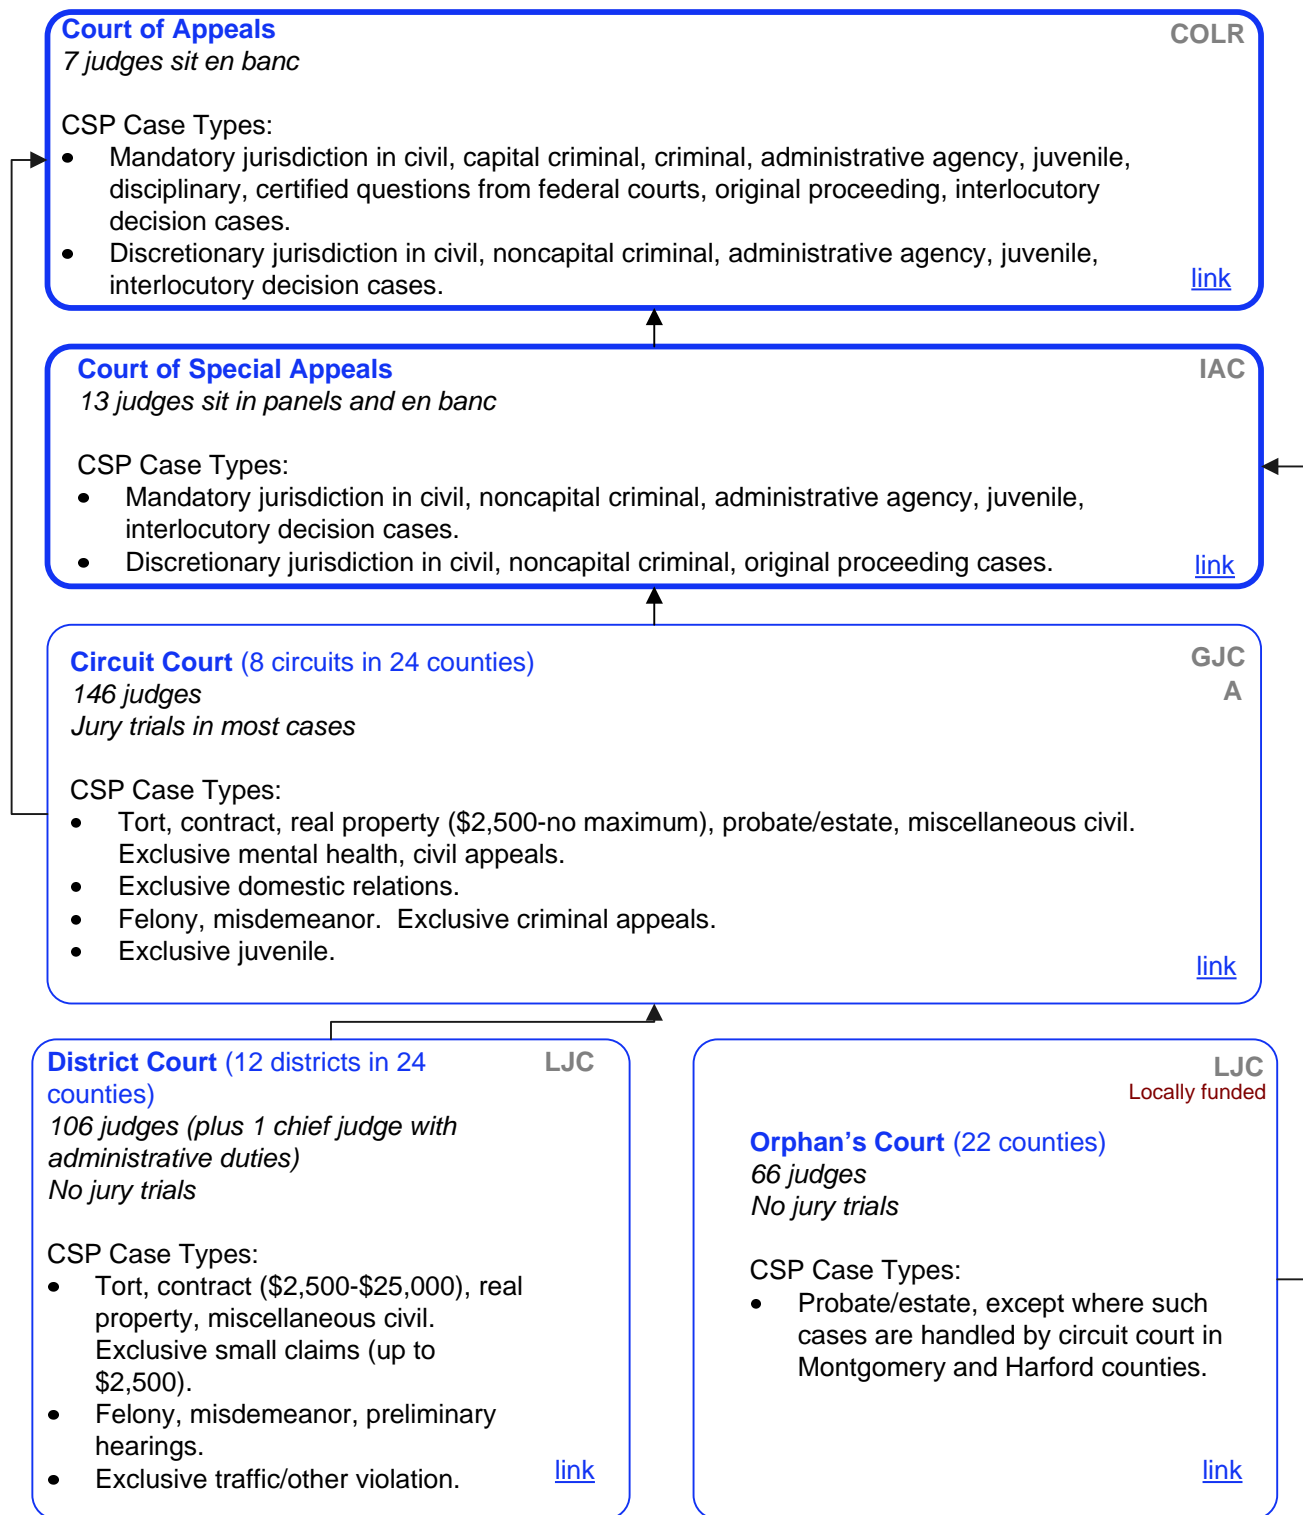 Court of Appeals
COLR
7 judges sit en banc
CSP Case Types:
• Mandatory jurisdiction in civil, capital criminal, criminal, administrative agency, juvenile,
disciplinary, certified questions from federal courts, original proceeding, interlocutory
decision cases.
• Discretionary jurisdiction in civil, noncapital criminal, administrative agency, juvenile,
interlocutory decision cases.
link
Court of Special Appeals
IAC
13 judges sit in panels and en banc
CSP Case Types:
• Mandatory jurisdiction in civil, noncapital criminal, administrative agency, juvenile,
interlocutory decision cases.
• Discretionary jurisdiction in civil, noncapital criminal, original proceeding cases.
link
Circuit Court (8 circuits in 24 counties)
GJC
146 judges
A
Jury trials in most cases
CSP Case Types:
• Tort, contract, real property ($2,500-no maximum), probate/estate, miscellaneous civil.
Exclusive mental health, civil appeals.
• Exclusive domestic relations.
• Felony, misdemeanor. Exclusive criminal appeals.
• Exclusive juvenile.
link
District Court (12 districts in 24
LJC
counties)
106 judges (plus 1 chief judge with
administrative duties)
No jury trials
CSP Case Types:
• Tort, contract ($2,500-$25,000), real
property, miscellaneous civil.
Exclusive small claims (up to
$2,500).
• Felony, misdemeanor, preliminary
hearings.
• Exclusive traffic/other violation.
link
LJC
Locally funded
Orphan’s Court (22 counties)
66 judges
No jury trials
CSP Case Types:
• Probate/estate, except where such
cases are handled by circuit court in
Montgomery and Harford counties.
link